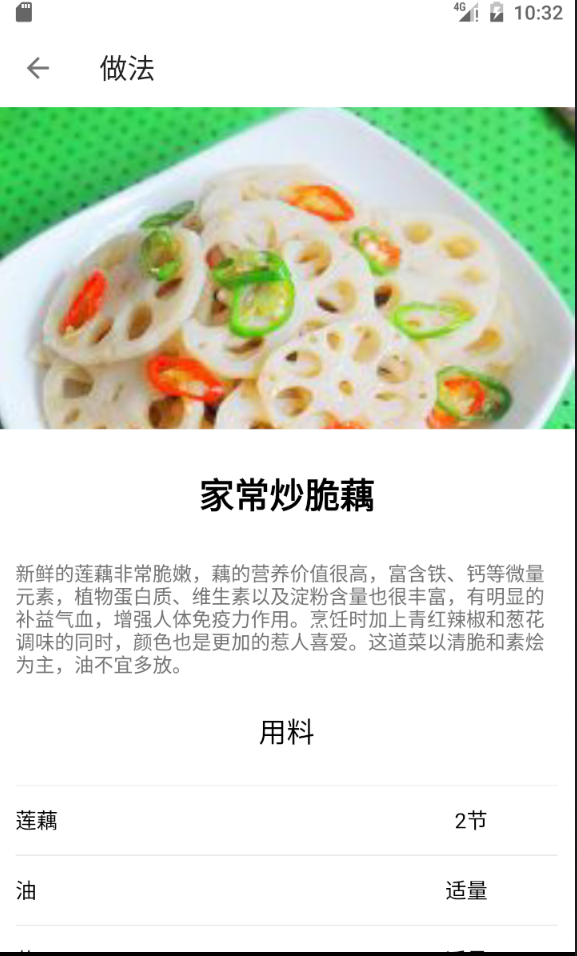 4G 10:32
做法
家常炒脆藕
新鲜的莲藕非常脆嫩，藕的营养价值很高，富含铁、钙等微量
元素，植物蛋白质、维生素以及淀粉含量也很丰富，有明显的
补益气血，增强人体免疫力作用。烹饪时加上青红辣椒和葱花
调味的同时，颜色也是更加的惹人喜爱。这道菜以清脆和素烩
为主，油不宜多放。
用料
莲藕 2节
油 适量